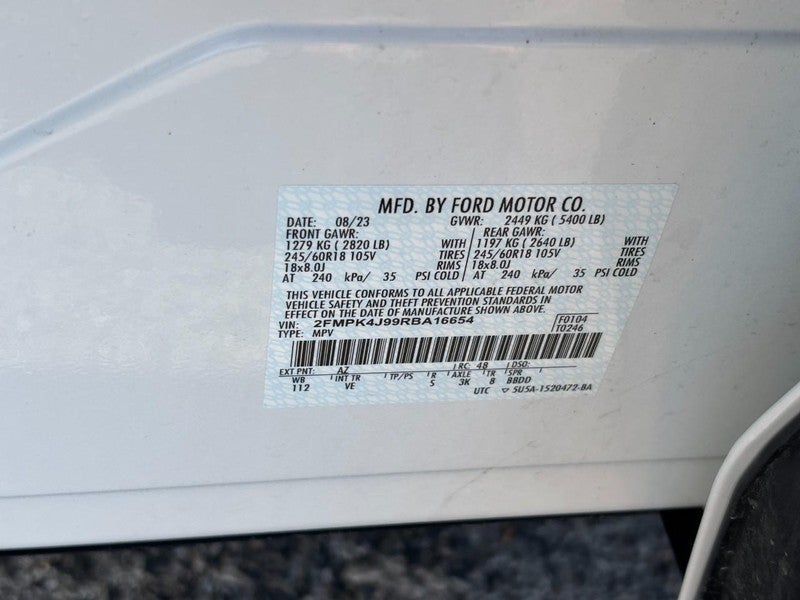 MFD. BY FORD MOTOR CO.
DATE: 08/23 GVWR: 2449 KG ( 5400 LB)
FRONT GAWR: REAR GAWR:
1279 KG ( 2820 LB) WITH 1197 KG ( 2640 LB) WITH
245/60R18 105V TIRES 245/60R18 105V TIRES
18x8.0J RIMS 18x8.0J RIMS
AT 240 kPa/ 35 PSI COLD AT 240 kPa/ 35 PSI COLD
THIS VEHICLE CONFORMS TO ALL APPLICABLE FEDERAL MOTOR
VEHICLE SAFETY AND THEFT PREVENTION STANDARDS IN
EFFECT ON THE DATE OF MANUFACTURE SHOWN ABOVE.
VIN: 2FMPK4J99RBA16654 F0104
TYPE: MPV T0246
EXT PNT: AZ RC: 48 DSO:
WB INT TR TP/PS R AXLE TR SPR
112 VE S 3K 8 BBDD
UTC ▽ 5U5A-1520472-BA